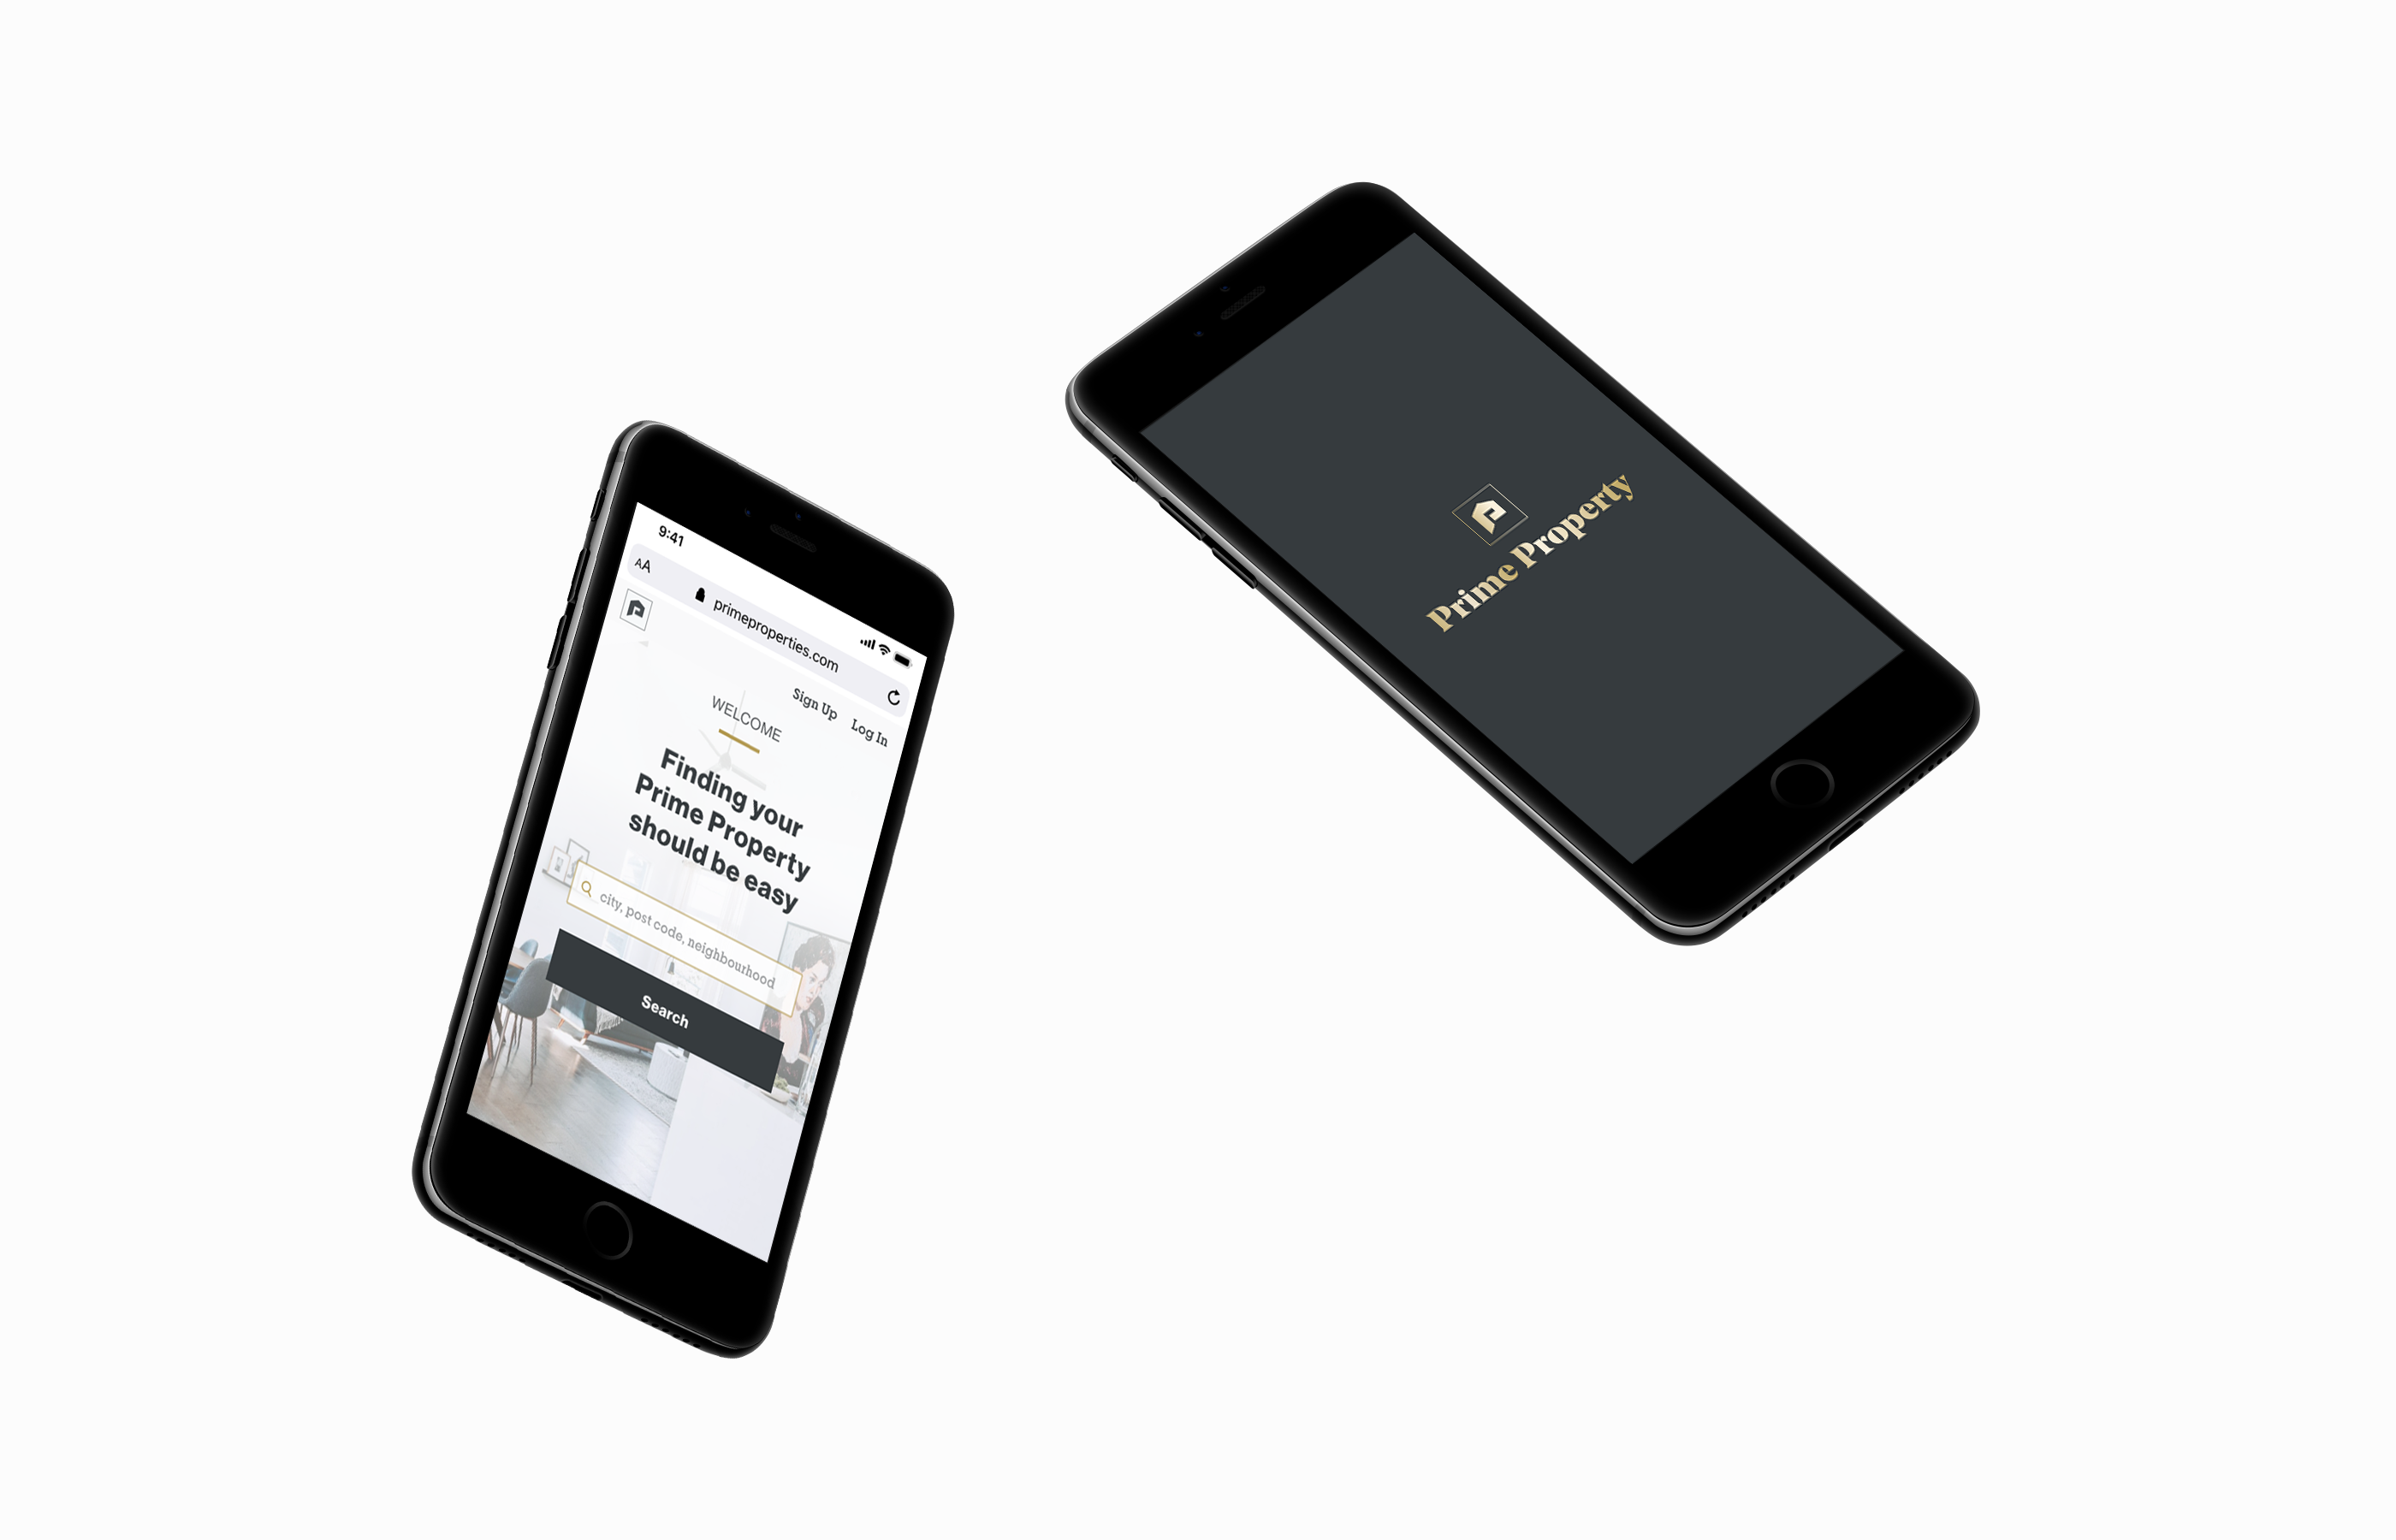 9:41
AA
primeproperties.com
Sign Up Log In
WELCOME
Finding your
Prime Property
should be easy
city, post code, neighbourhood
Search
Prime Property